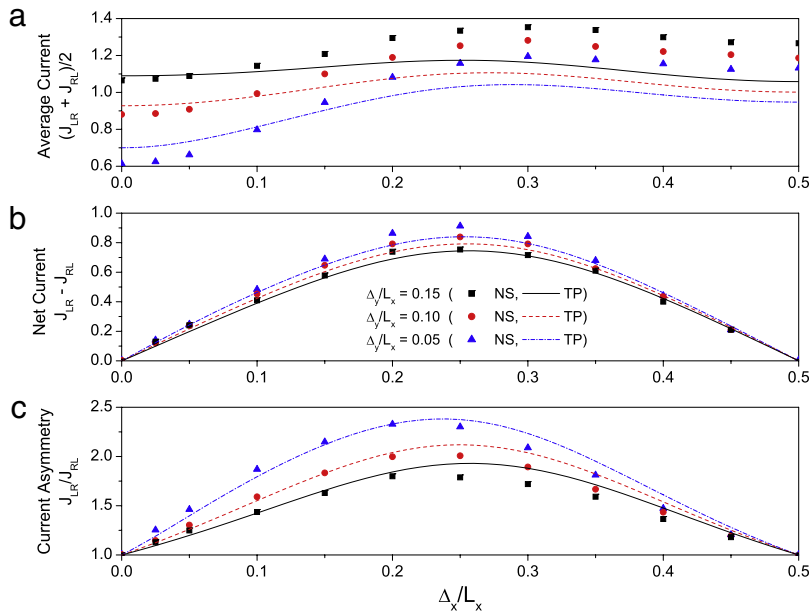 a
Average Current
(J_LR + J_RL)/2
1.4
1.2
1.0
0.8
0.6
0.0 0.1 0.2 0.3 0.4 0.5
b
Net Current
J_LR - J_RL
1.0
0.8
0.6
0.4
0.2
0.0
Δ_y/L_x = 0.15 ( NS, TP)
Δ_y/L_x = 0.10 ( NS, TP)
Δ_y/L_x = 0.05 ( NS, TP)
0.0 0.1 0.2 0.3 0.4 0.5
c
Current Asymmetry
J_LR/J_RL
2.5
2.0
1.5
1.0
0.0 0.1 0.2 0.3 0.4 0.5
Δ_x/L_x